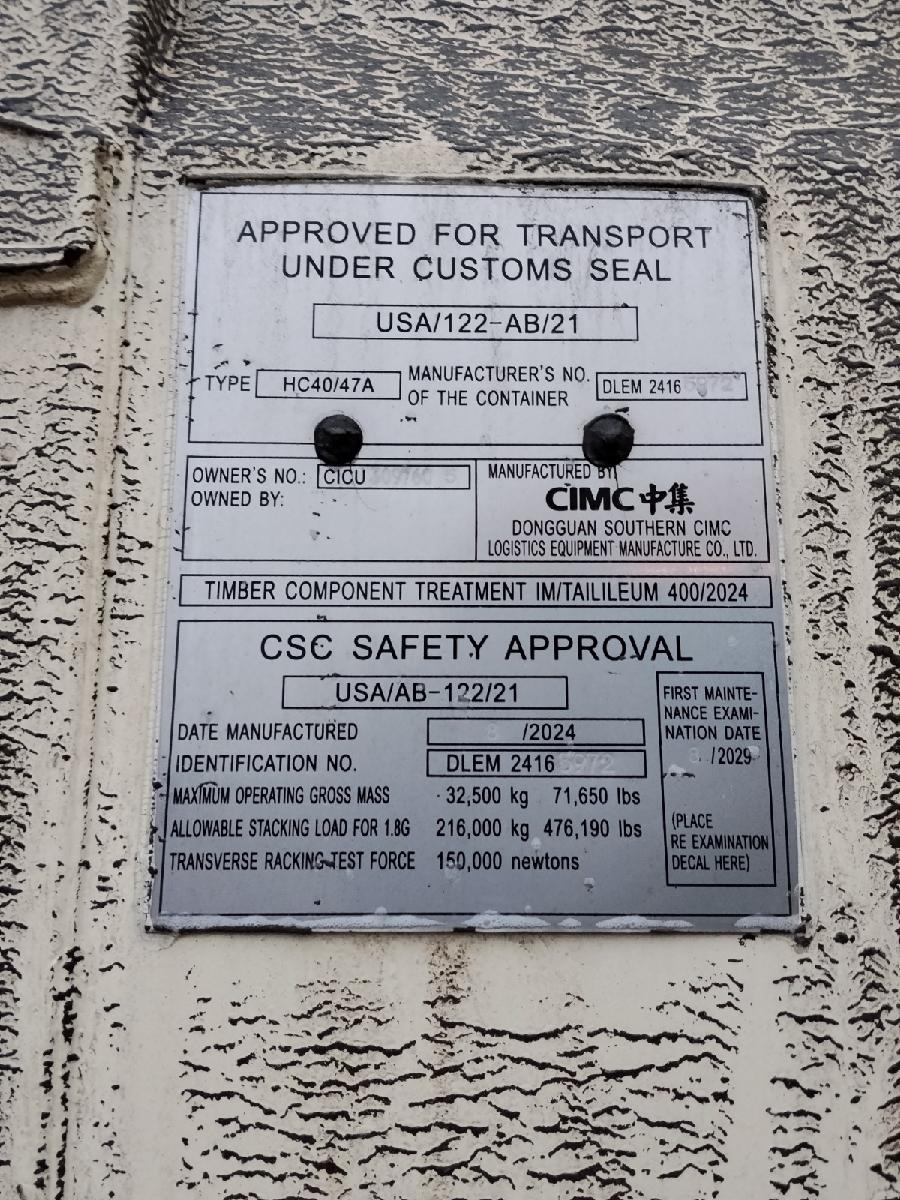 APPROVED FOR TRANSPORT
UNDER CUSTOMS SEAL
USA/122-AB/21
TYPE HC40/47A
MANUFACTURER'S NO.
OF THE CONTAINER
DLEM 2416
OWNER'S NO.: CICU
OWNED BY:
MANUFACTURED BY
CIMC中集
DONGGUAN SOUTHERN CIMC
LOGISTICS EQUIPMENT MANUFACTURE CO., LTD.
TIMBER COMPONENT TREATMENT IM/TAILILEUM 400/2024
CSC SAFETY APPROVAL
USA/AB-122/21
DATE MANUFACTURED 8 /2024
IDENTIFICATION NO. DLEM 2416
MAXIMUM OPERATING GROSS MASS 32,500 kg 71,650 lbs
ALLOWABLE STACKING LOAD FOR 1.8G 216,000 kg 476,190 lbs
TRANSVERSE RACKING TEST FORCE 150,000 newtons
FIRST MAINTE-
NANCE EXAMI-
NATION DATE
/2029
(PLACE
RE EXAMINATION
DECAL HERE)